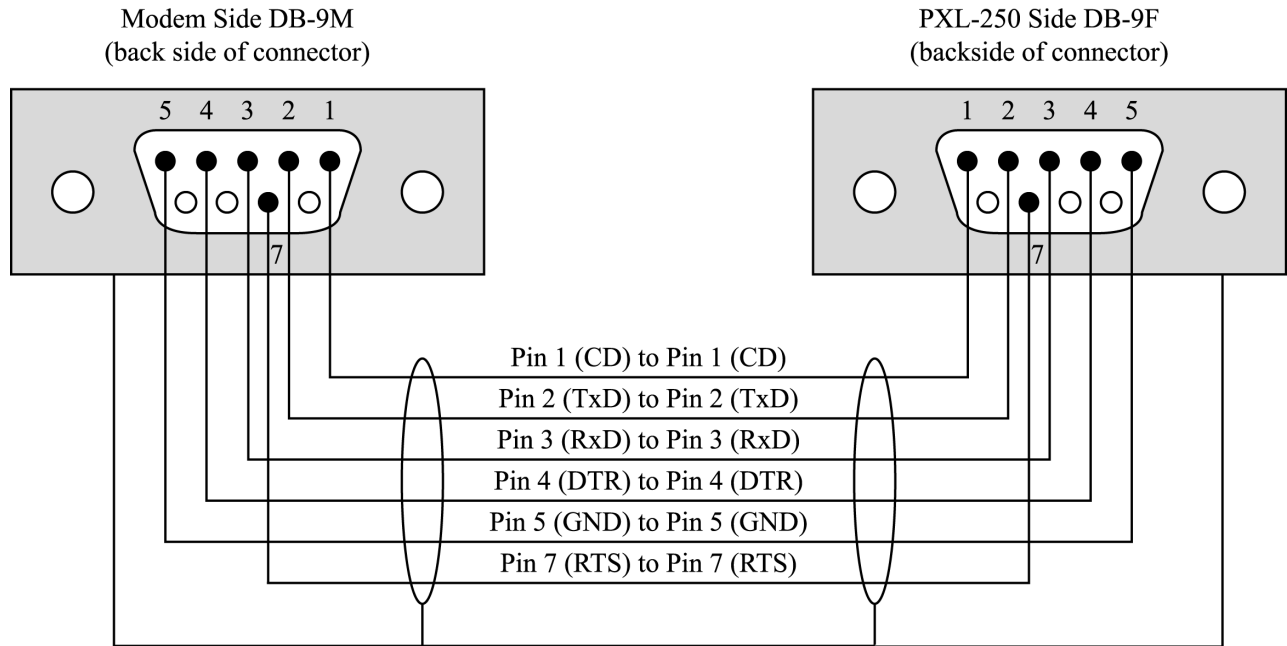 Modem Side DB-9M
(back side of connector)
PXL-250 Side DB-9F
(backside of connector)
5 4 3 2 1
7
1 2 3 4 5
7
Pin 1 (CD) to Pin 1 (CD)
Pin 2 (TxD) to Pin 2 (TxD)
Pin 3 (RxD) to Pin 3 (RxD)
Pin 4 (DTR) to Pin 4 (DTR)
Pin 5 (GND) to Pin 5 (GND)
Pin 7 (RTS) to Pin 7 (RTS)